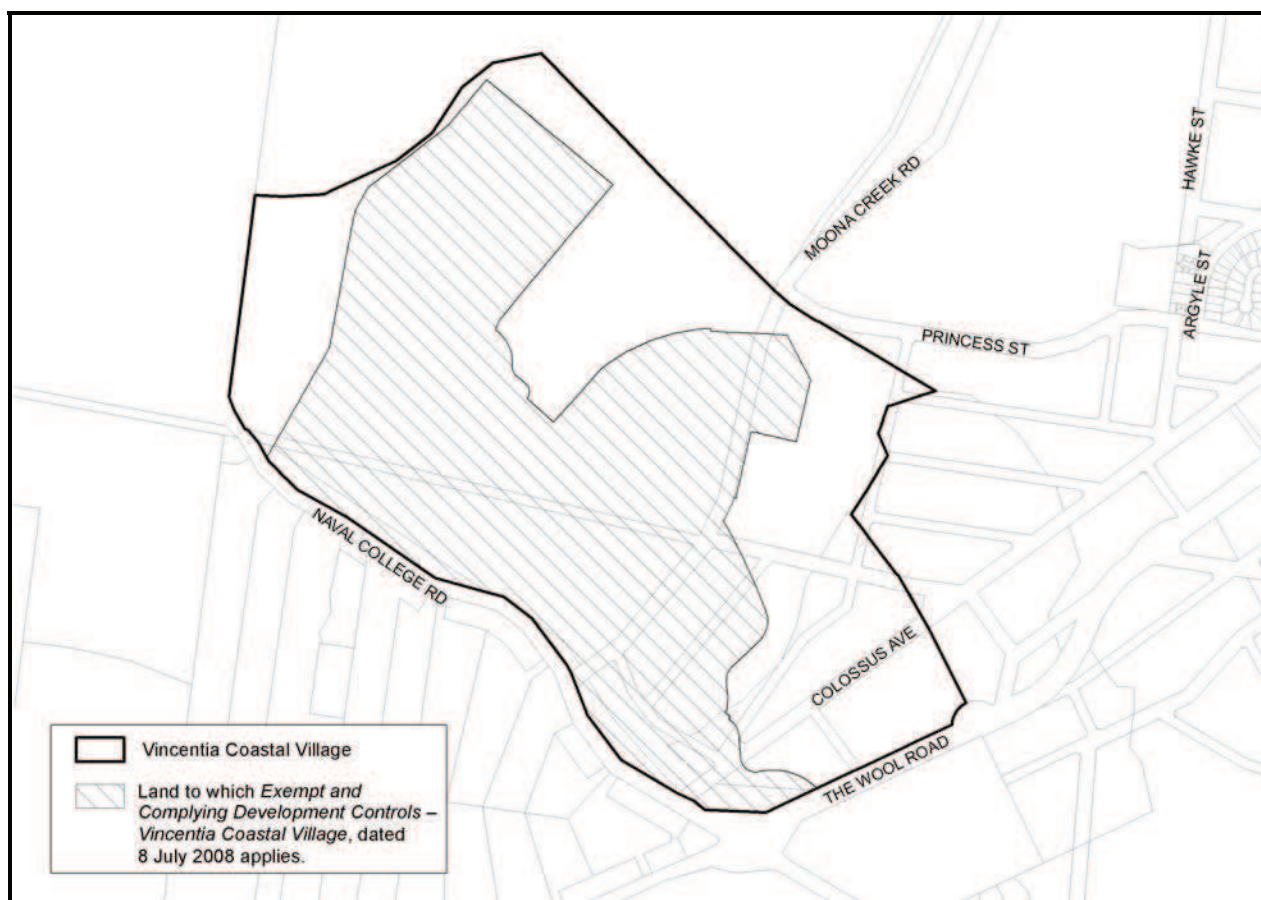 HAWKE ST
MOONA CREEK RD
ARGYLE ST
PRINCESS ST
NAVAL COLLEGE RD
COLOSSUS AVE
THE WOOL ROAD
Vincentia Coastal Village
Land to which Exempt and
Complying Development Controls –
Vincentia Coastal Village, dated
8 July 2008 applies.